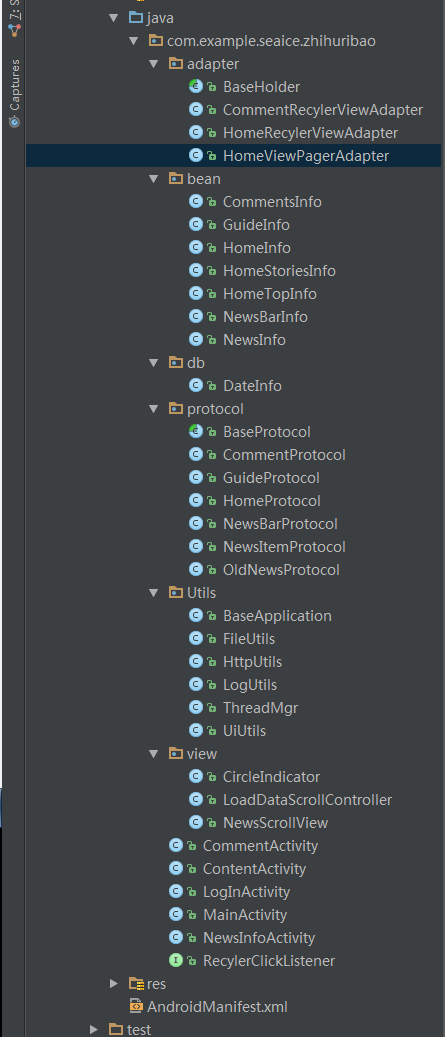 java
com.example.seaice.zhihuribao
adapter
BaseHolder
CommentRecylerViewAdapter
HomeRecylerViewAdapter
HomeViewPagerAdapter
bean
CommentsInfo
GuideInfo
HomeInfo
HomeStoriesInfo
HomeTopInfo
NewsBarInfo
NewsInfo
db
DateInfo
protocol
BaseProtocol
CommentProtocol
GuideProtocol
HomeProtocol
NewsBarProtocol
NewsItemProtocol
OldNewsProtocol
Utils
BaseApplication
FileUtils
HttpUtils
LogUtils
ThreadMgr
UiUtils
view
CircleIndicator
LoadDataScrollController
NewsScrollView
CommentActivity
ContentActivity
LogInActivity
MainActivity
NewsInfoActivity
RecylerClickListener
res
AndroidManifest.xml
test
7: S
Captures